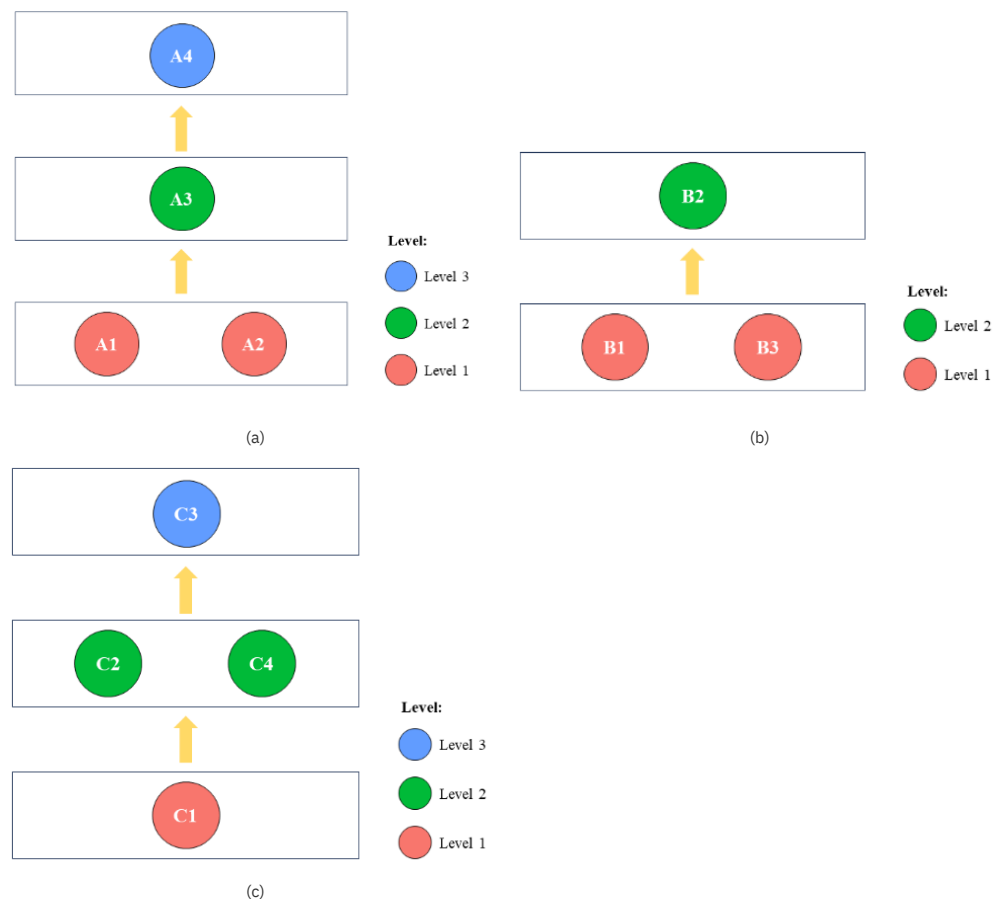 A4
A3
A1 A2
Level:
Level 3
Level 2
Level 1
(a)
B2
B1 B3
Level:
Level 2
Level 1
(b)
C3
C2 C4
C1
Level:
Level 3
Level 2
Level 1
(c)